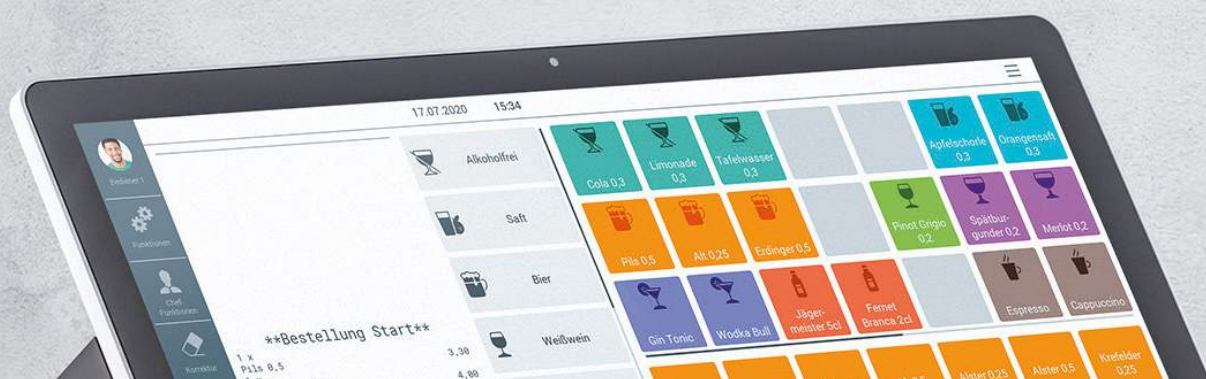 17.07.2020 15:34
Bediener 1
Funktionen
Chef
Funktionen
Korrektur
**Bestellung Start**
1 x
Pils 0,5
3,30
4,00
Alkoholfrei
Saft
Bier
Weißwein
Cola 0,3
Limonade
0,3
Tafelwasser
0,3
Apfelschorle
0,3
Orangensaft
0,3
Pils 0,5
Alt 0,25
Erdinger 0,5
Pinot Grigio
0,2
Spätbur-
gunder 0,2
Merlot 0,2
Gin Tonic
Wodka Bull
Jäger-
meister 5cl
Fernet
Branca 2cl
Espresso
Cappuccino
Alster 0,25
Alster 0,5
Krefelder
0,25